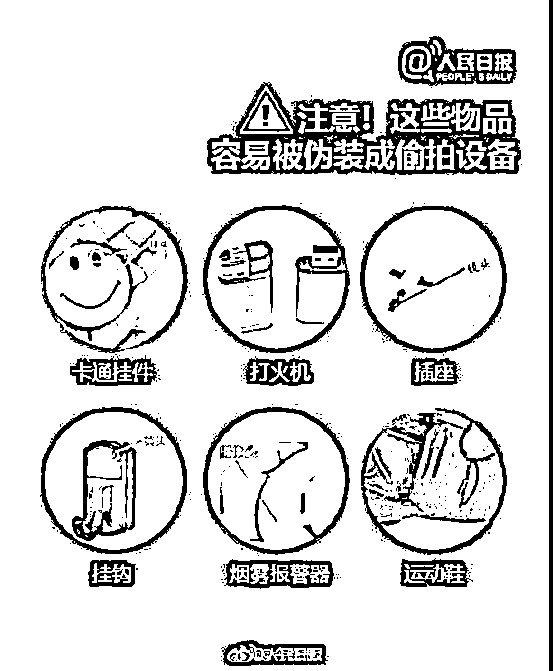 @人民日报
PEOPLE'S DAILY
注意！这些物品
容易被伪装成偷拍设备
镜头
卡通挂件
打火机
插座
挂钩
烟雾报警器
运动鞋
@人民日报